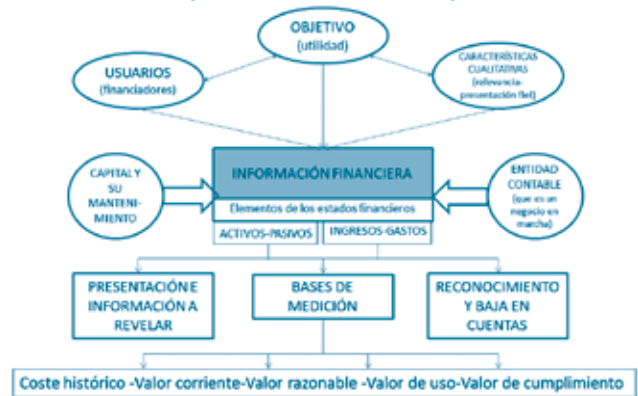 OBJETIVO
(utilidad)
USUARIOS
(financiadores)
CARACTERÍSTICAS
CUALITATIVAS
(relevancia-
presentación fiel)
INFORMACIÓN FINANCIERA
CAPITAL Y
SU
MANTENI-
MIENTO
ENTIDAD
CONTABLE
(que es un
negocio en
marcha)
Elementos de los estados financieros
ACTIVOS-PASIVOS
INGRESOS-GASTOS
PRESENTACIÓN E
INFORMACIÓN A
REVELAR
BASES DE
MEDICIÓN
RECONOCIMIENTO
Y BAJA EN
CUENTAS
Coste histórico -Valor corriente-Valor razonable -Valor de uso-Valor de cumplimiento